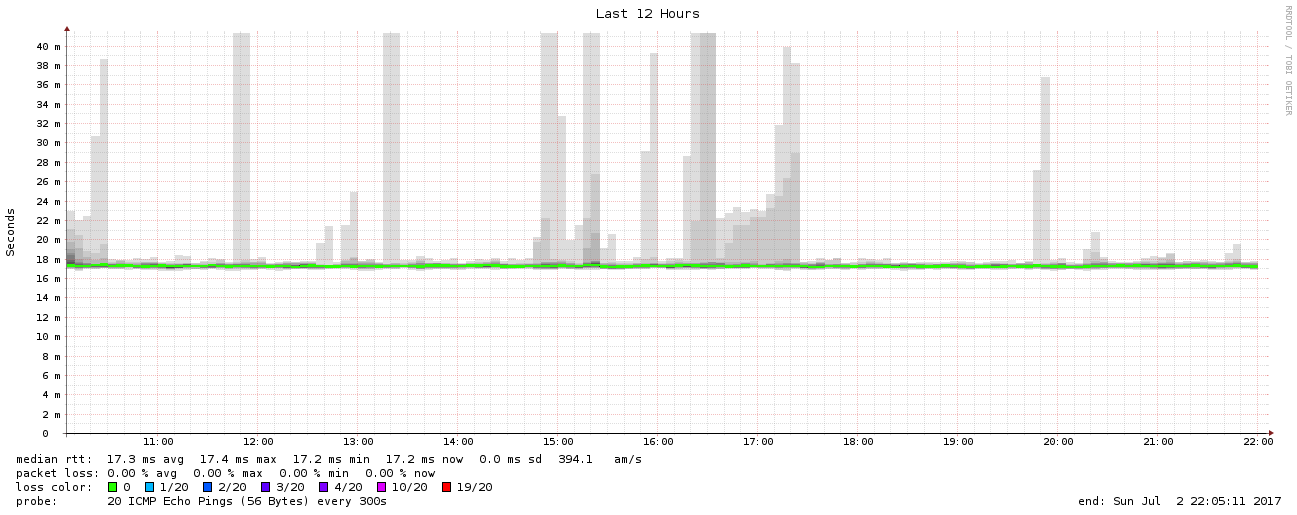 Last 12 Hours
RRDTOOL / TOBI OETIKER
Seconds
40 m
38 m
36 m
34 m
32 m
30 m
28 m
26 m
24 m
22 m
20 m
18 m
16 m
14 m
12 m
10 m
8 m
6 m
4 m
2 m
0
11:00 12:00 13:00 14:00 15:00 16:00 17:00 18:00 19:00 20:00 21:00 22:00
median rtt: 17.3 ms avg 17.4 ms max 17.2 ms min 17.2 ms now 0.0 ms sd 394.1 am/s
packet loss: 0.00 % avg 0.00 % max 0.00 % min 0.00 % now
loss color: 0 1/20 2/20 3/20 4/20 10/20 19/20
probe: 20 ICMP Echo Pings (56 Bytes) every 300s end: Sun Jul 2 22:05:11 2017